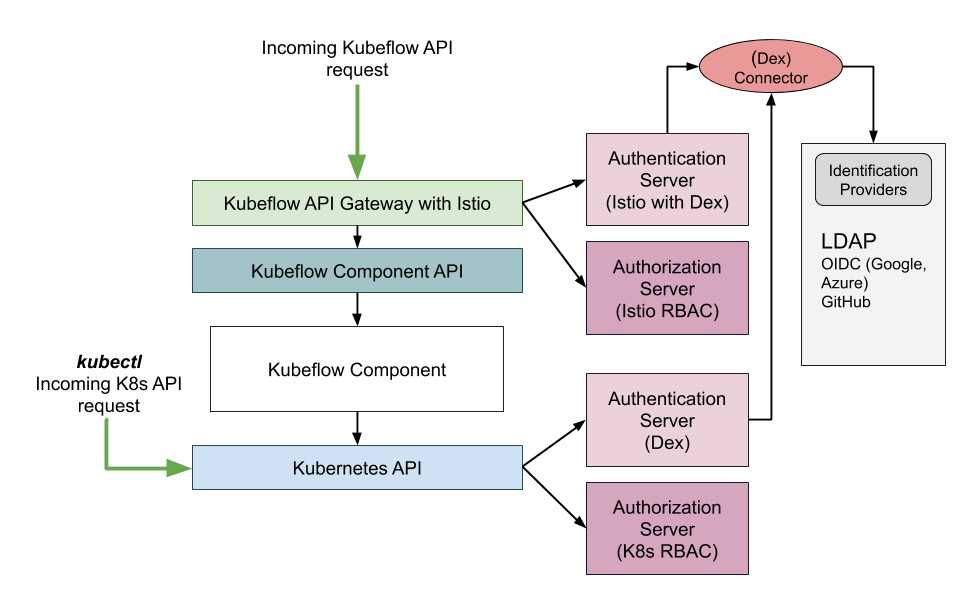 Incoming Kubeflow API
request
Kubeflow API Gateway with Istio
Kubeflow Component API
Kubeflow Component
kubectl
Incoming K8s API
request
Kubernetes API
Authentication
Server
(Istio with Dex)
Authorization
Server
(Istio RBAC)
Authentication
Server
(Dex)
Authorization
Server
(K8s RBAC)
(Dex)
Connector
Identification
Providers
LDAP
OIDC (Google,
Azure)
GitHub